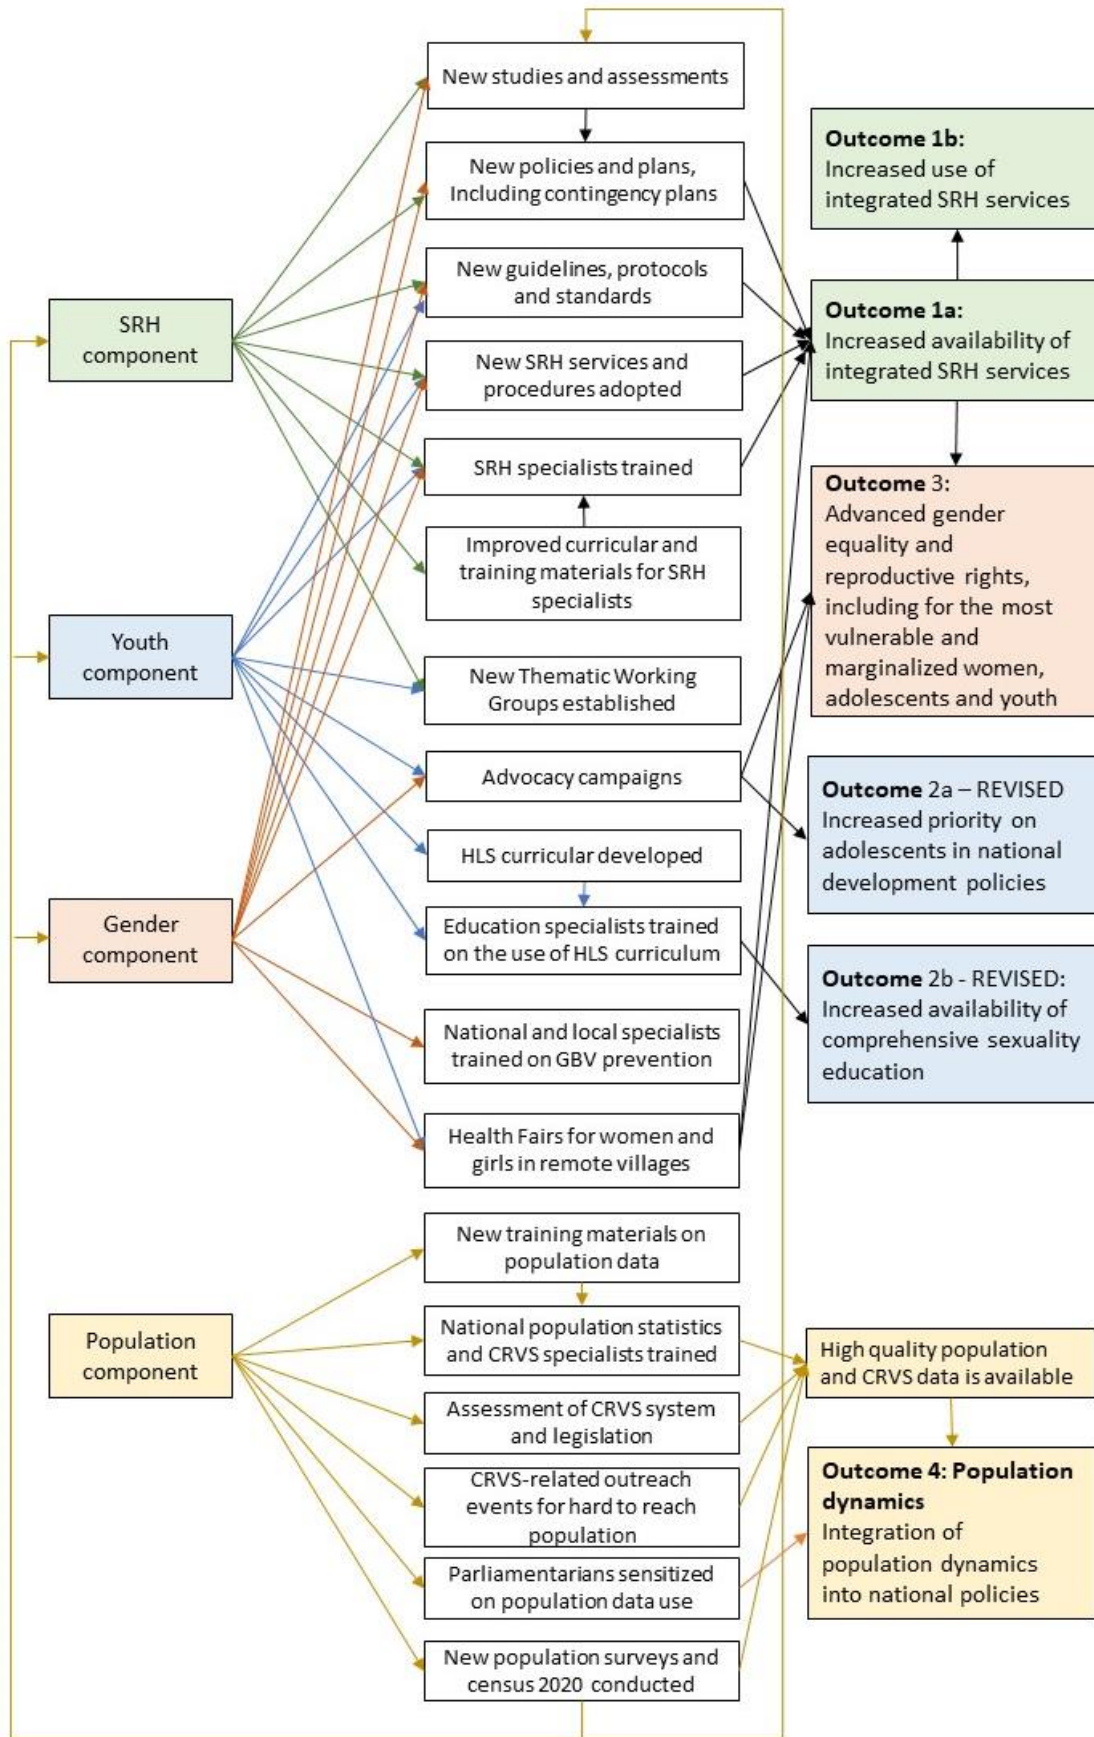 SRH
component
Youth
component
Gender
component
Population
component
New studies and assessments
New policies and plans,
Including contingency plans
New guidelines, protocols
and standards
New SRH services and
procedures adopted
SRH specialists trained
Improved curricular and
training materials for SRH
specialists
New Thematic Working
Groups established
Advocacy campaigns
HLS curricular developed
Education specialists trained
on the use of HLS curriculum
National and local specialists
trained on GBV prevention
Health Fairs for women and
girls in remote villages
New training materials on
population data
National population statistics
and CRVS specialists trained
Assessment of CRVS system
and legislation
CRVS-related outreach
events for hard to reach
population
Parliamentarians sensitized
on population data use
New population surveys and
census 2020 conducted
Outcome 1b:
Increased use of
integrated SRH services
Outcome 1a:
Increased availability of
integrated SRH services
Outcome 3:
Advanced gender
equality and
reproductive rights,
including for the most
vulnerable and
marginalized women,
adolescents and youth
Outcome 2a – REVISED
Increased priority on
adolescents in national
development policies
Outcome 2b - REVISED:
Increased availability of
comprehensive sexuality
education
High quality population
and CRVS data is available
Outcome 4: Population
dynamics
Integration of
population dynamics
into national policies